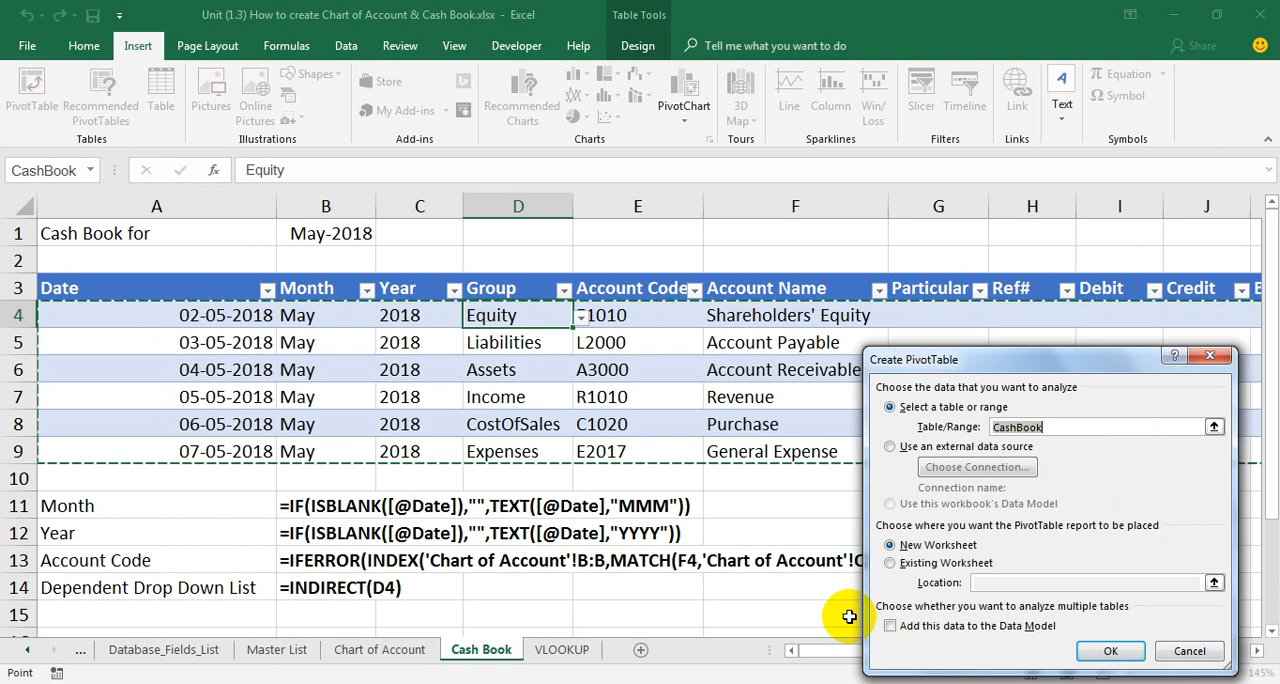 Unit (1.3) How to create Chart of Account & Cash Book.xlsx - Excel
Table Tools
File Home Insert Page Layout Formulas Data Review View Developer Help Design Tell me what you want to do Share
PivotTable Recommended PivotTables Table
Tables
Pictures Online Pictures Shapes
Illustrations
Store
My Add-ins
Add-ins
Recommended Charts PivotChart
Charts
3D Map
Tours
Line Column Win/Loss
Sparklines
Slicer Timeline
Filters
Link
Links
Text
π Equation
Ω Symbol
Symbols
CashBook fx Equity
A B C D E F G H I J
1 Cash Book for May-2018
2
3 Date Month Year Group Account Code Account Name Particular Ref# Debit Credit
4 02-05-2018 May 2018 Equity 1010 Shareholders' Equity
5 03-05-2018 May 2018 Liabilities L2000 Account Payable
6 04-05-2018 May 2018 Assets A3000 Account Receivable
7 05-05-2018 May 2018 Income R1010 Revenue
8 06-05-2018 May 2018 CostOfSales C1020 Purchase
9 07-05-2018 May 2018 Expenses E2017 General Expense
10
11 Month =IF(ISBLANK([@Date]),"",TEXT([@Date],"MMM"))
12 Year =IF(ISBLANK([@Date]),"",TEXT([@Date],"YYYY"))
13 Account Code =IFERROR(INDEX('Chart of Account'!B:B,MATCH(F4,'Chart of Account'!C
14 Dependent Drop Down List =INDIRECT(D4)
15
Create PivotTable
Choose the data that you want to analyze
Select a table or range
Table/Range: CashBook
Use an external data source
Choose Connection...
Connection name:
Use this workbook's Data Model
Choose where you want the PivotTable report to be placed
New Worksheet
Existing Worksheet
Location:
Choose whether you want to analyze multiple tables
Add this data to the Data Model
OK Cancel
... Database_Fields_List Master List Chart of Account Cash Book VLOOKUP
Point 145%